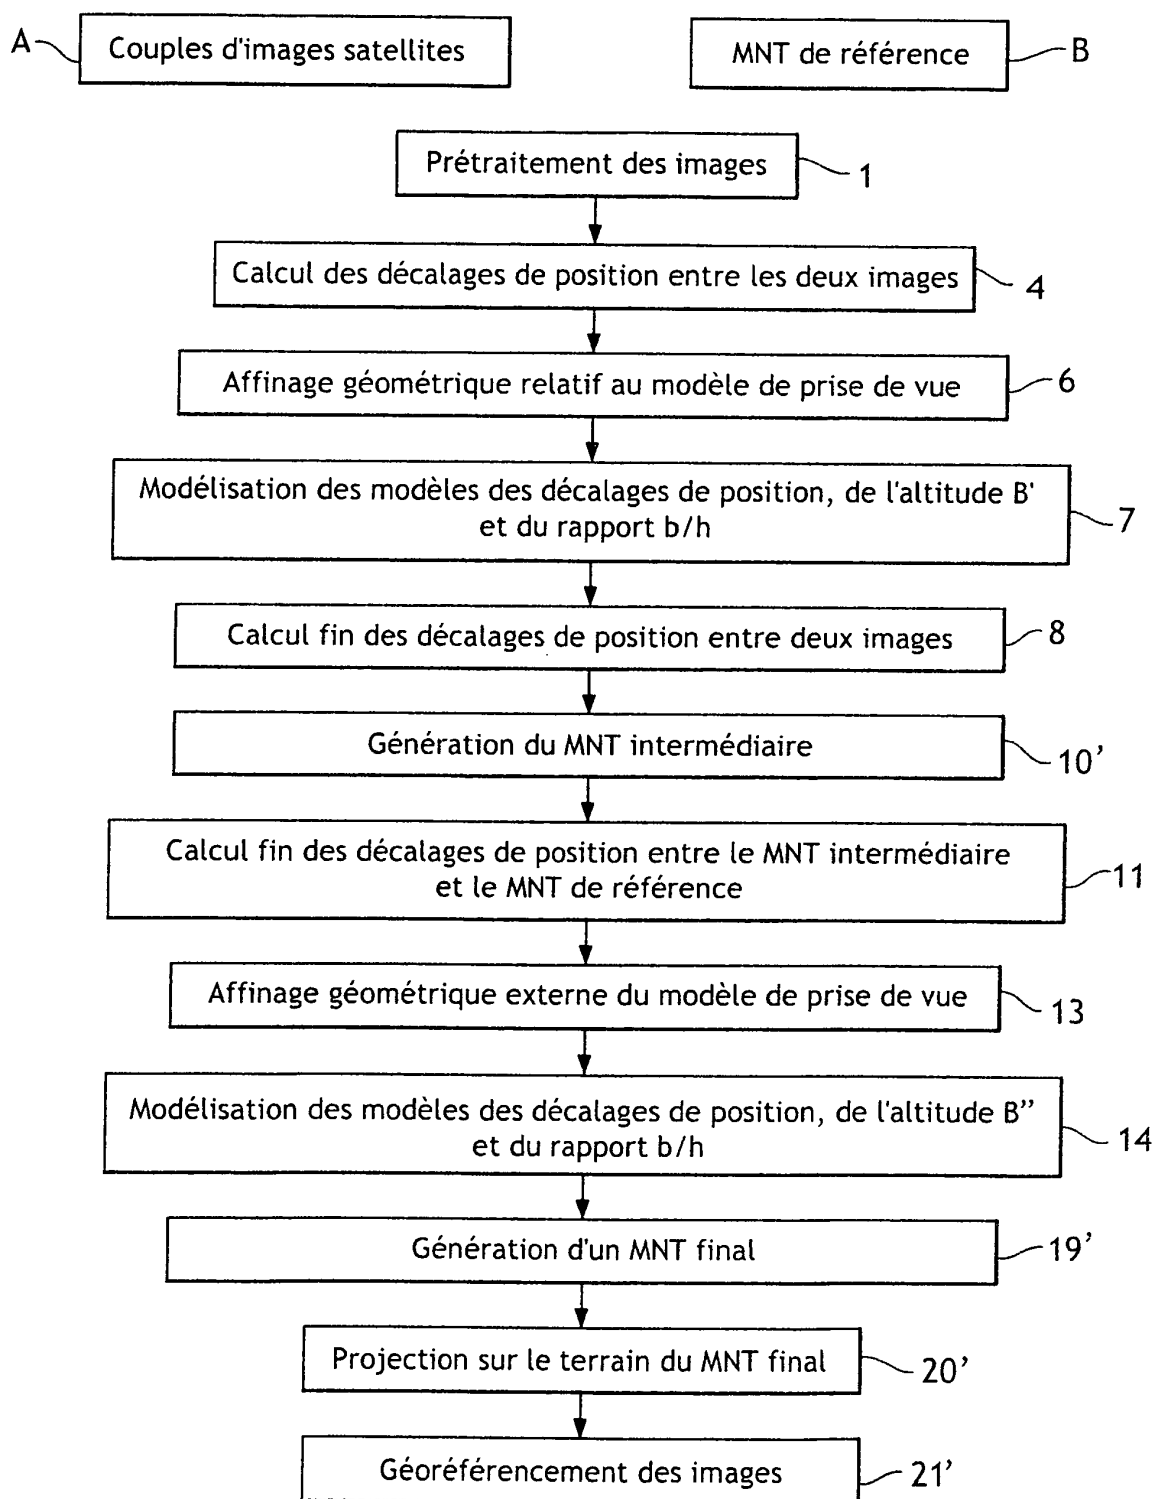 A
Couples d'images satellites
MNT de référence
B
Prétraitement des images
1
Calcul des décalages de position entre les deux images
4
Affinage géométrique relatif au modèle de prise de vue
6
Modélisation des modèles des décalages de position, de l'altitude B'
et du rapport b/h
7
Calcul fin des décalages de position entre deux images
8
Génération du MNT intermédiaire
10’
Calcul fin des décalages de position entre le MNT intermédiaire
et le MNT de référence
11
Affinage géométrique externe du modèle de prise de vue
13
Modélisation des modèles des décalages de position, de l'altitude B’’
et du rapport b/h
14
Génération d'un MNT final
19’
Projection sur le terrain du MNT final
20’
Géoréférencement des images
21’